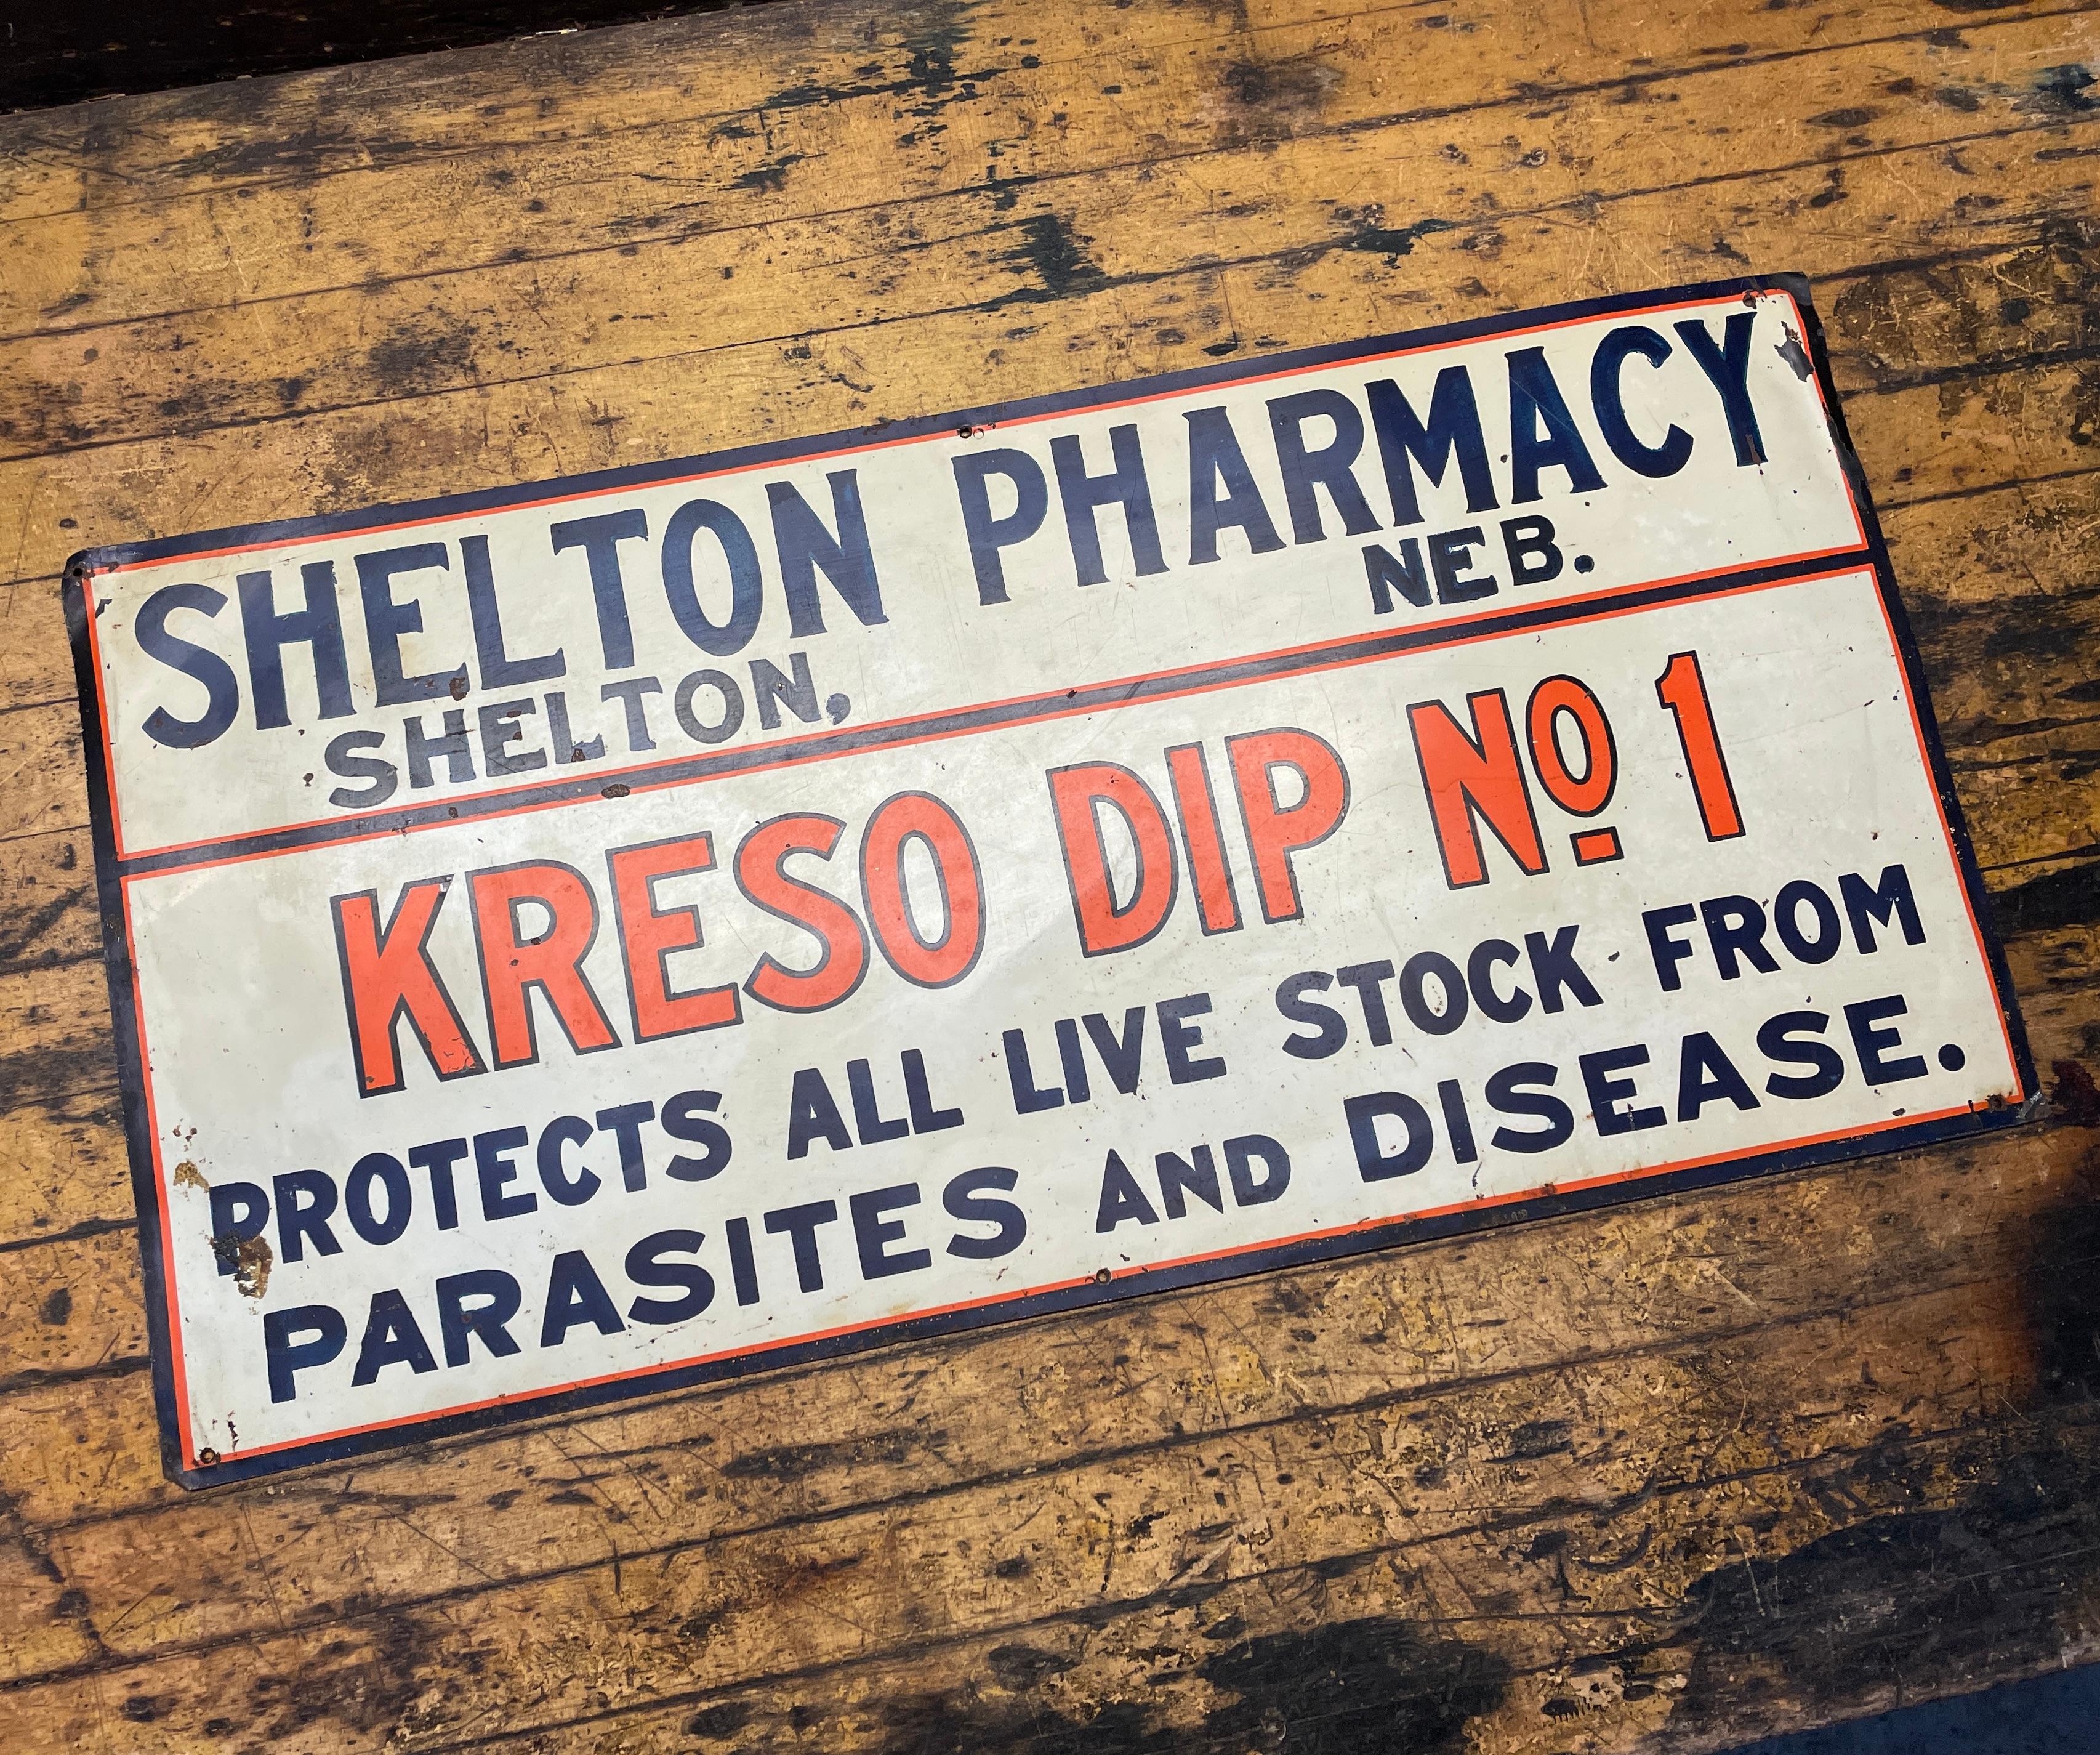 SHELTON PHARMACY
SHELTON, NEB.
KRESO DIP Nº 1
PROTECTS ALL LIVE STOCK FROM
PARASITES AND DISEASE.